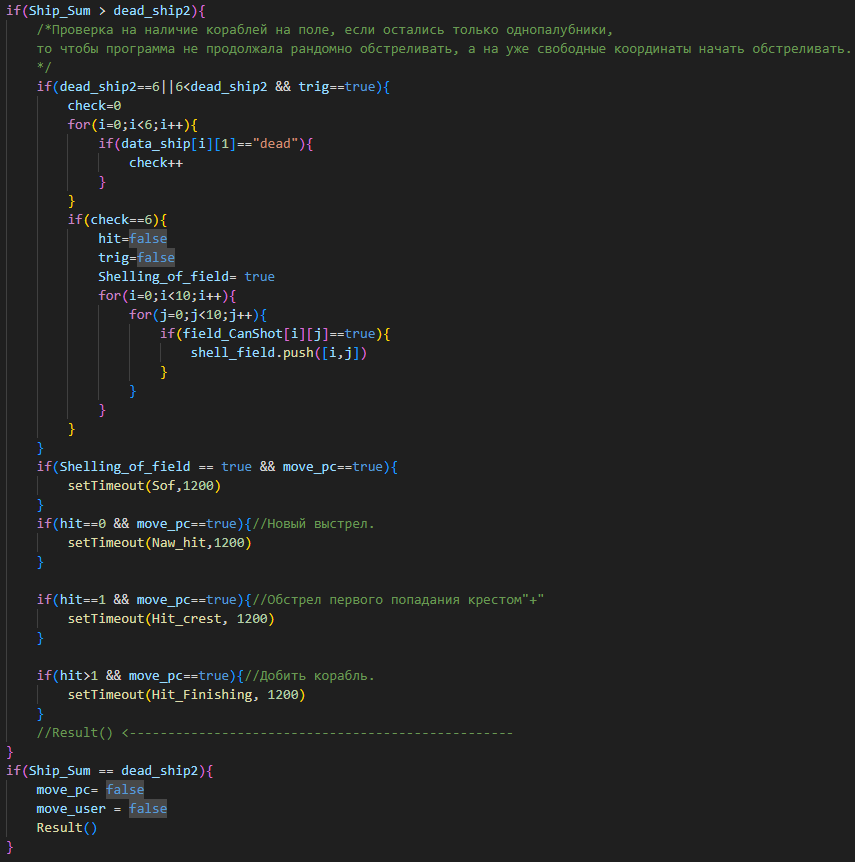 if(Ship_Sum > dead_ship2){
/*Проверка на наличие кораблей на поле, если остались только однопалубники,
то чтобы программа не продолжала рандомно обстреливать, а на уже свободные координаты начать обстреливать.
*/
if(dead_ship2==6||6<dead_ship2 && trig==true){
check=0
for(i=0;i<6;i++){
if(data_ship[i][1]=="dead"){
check++
}
}
if(check==6){
hit=false
trig=false
Shelling_of_field= true
for(i=0;i<10;i++){
for(j=0;j<10;j++){
if(field_CanShot[i][j]==true){
shell_field.push([i,j])
}
}
}
}
}
if(Shelling_of_field == true && move_pc==true){
setTimeout(Sof,1200)
}
if(hit==0 && move_pc==true){//Новый выстрел.
setTimeout(Naw_hit,1200)
}
if(hit==1 && move_pc==true){//Обстрел первого попадания крестом"+"
setTimeout(Hit_crest, 1200)
}
if(hit>1 && move_pc==true){//Добить корабль.
setTimeout(Hit_Finishing, 1200)
}
//Result() <--------------------------------------------------
}
if(Ship_Sum == dead_ship2){
move_pc= false
move_user = false
Result()
}